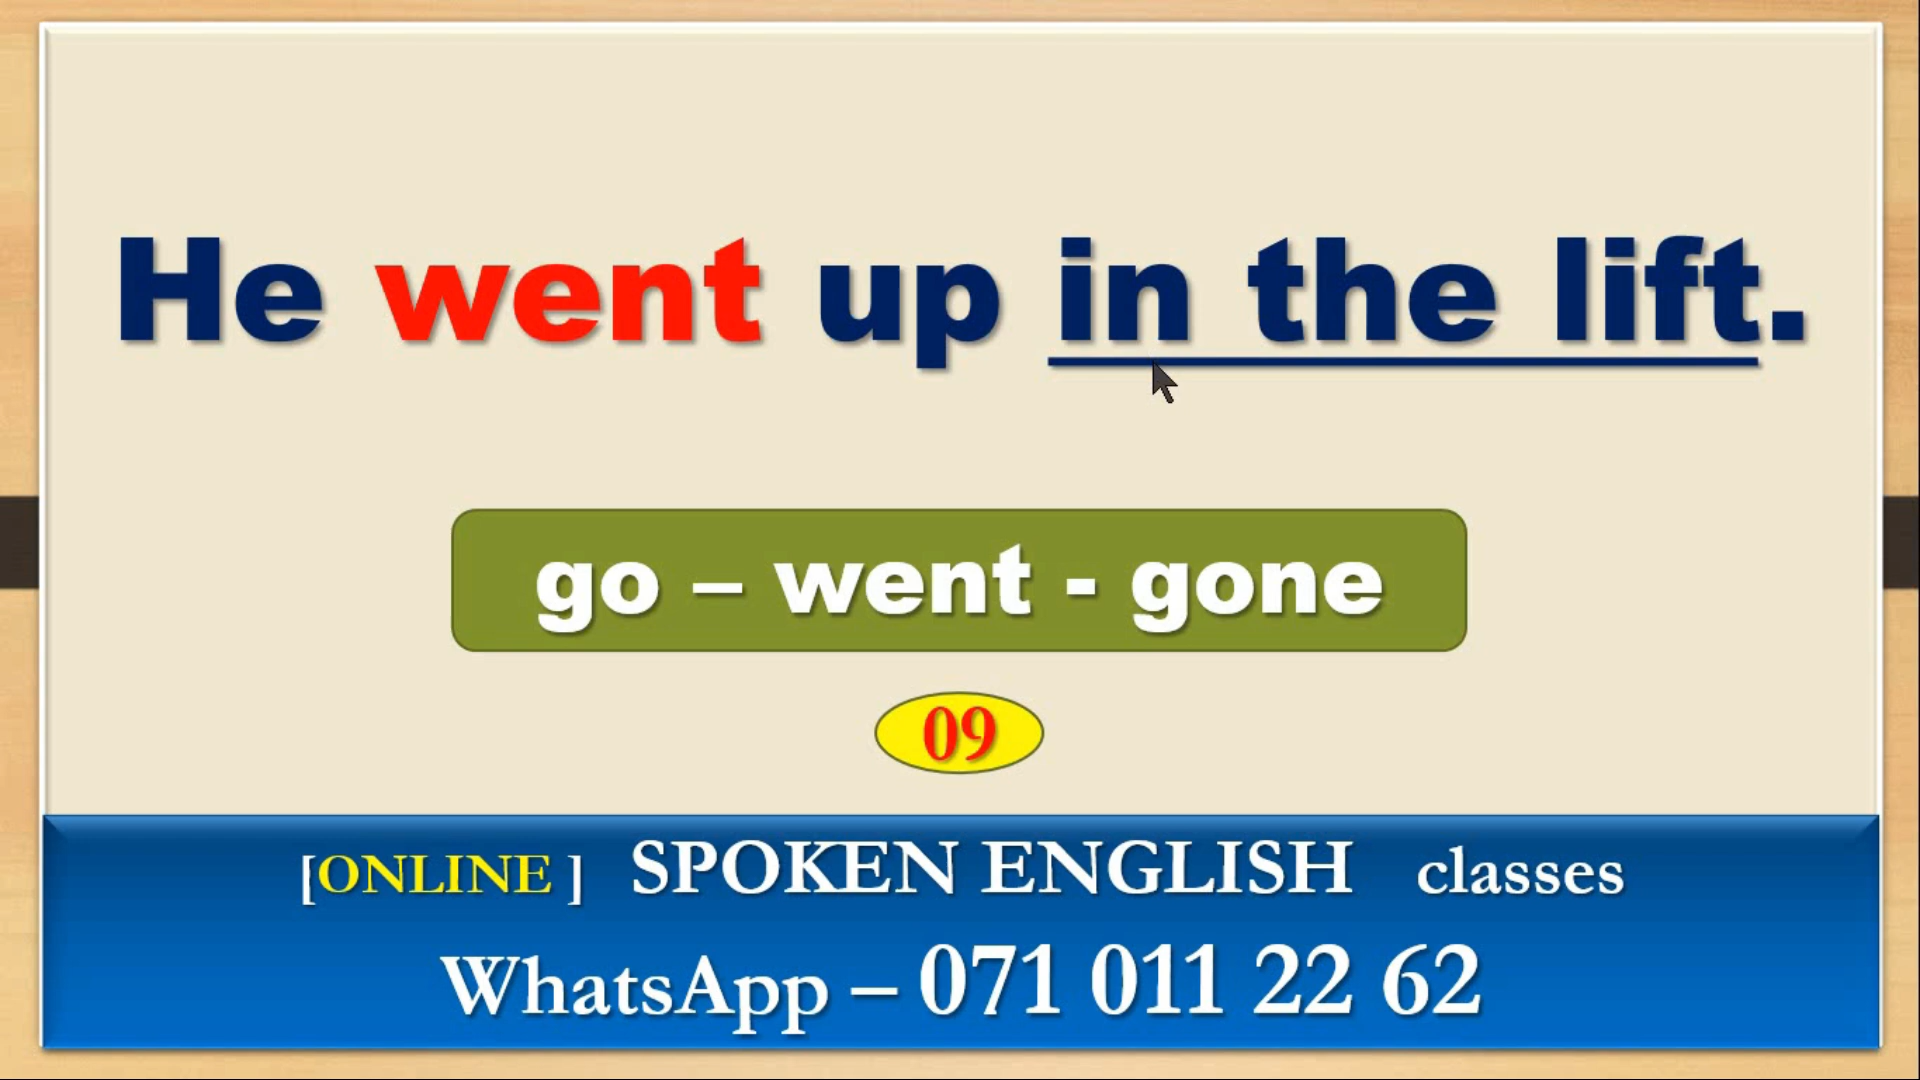 He went up in the lift.
go – went - gone
09
[ONLINE ] SPOKEN ENGLISH classes
WhatsApp – 071 011 22 62